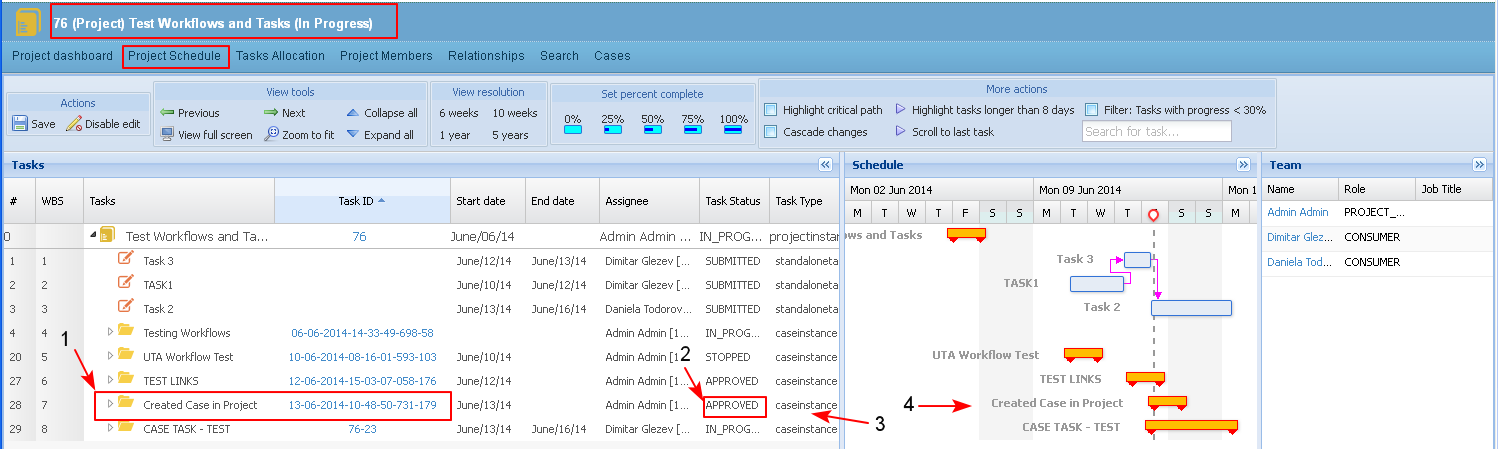 76 (Project) Test Workflows and Tasks (In Progress)
Project dashboard Project Schedule Tasks Allocation Project Members Relationships Search Cases
Actions
Save Disable edit
View tools
Previous Next Collapse all
View full screen Zoom to fit Expand all
View resolution
6 weeks 10 weeks
1 year 5 years
Set percent complete
0% 25% 50% 75% 100%
More actions
Highlight critical path Highlight tasks longer than 8 days Filter: Tasks with progress < 30%
Cascade changes Scroll to last task Search for task...
Tasks
# WBS Tasks Task ID Start date End date Assignee Task Status Task Type
0 Test Workflows and Ta... 76 June/06/14 Admin Admin ... IN_PROG... projectinstan
1 1 Task 3 June/12/14 June/13/14 Dimitar Glezev [... SUBMITTED standaloneta
2 2 TASK1 June/10/14 June/12/14 Dimitar Glezev [... SUBMITTED standaloneta
3 3 Task 2 June/13/14 June/16/14 Daniela Todorov... SUBMITTED standaloneta
4 4 Testing Workflows 06-06-2014-14-33-49-698-58 Admin Admin [1... IN_PROG... caseinstance
20 5 UTA Workflow Test 10-06-2014-08-16-01-593-103 June/10/14 Admin Admin [1... STOPPED caseinstance
27 6 TEST LINKS 12-06-2014-15-03-07-058-176 June/12/14 Admin Admin [1... APPROVED caseinstance
28 7 Created Case in Project 13-06-2014-10-48-50-731-179 June/13/14 Admin Admin [1... APPROVED caseinstance
29 8 CASE TASK - TEST 76-23 June/13/14 June/16/14 Dimitar Glezev [... IN_PROG... caseinstance
1
2
3
Schedule
Mon 02 Jun 2014 Mon 09 Jun 2014 Mon 1
M T W T F S S M T W T S S M
ows and Tasks
Task 3
TASK1
Task 2
UTA Workflow Test
TEST LINKS
4 Created Case in Project
CASE TASK - TEST
Team
Name Role Job Title
Admin Admin PROJECT_...
Dimitar Glez... CONSUMER
Daniela Tod... CONSUMER